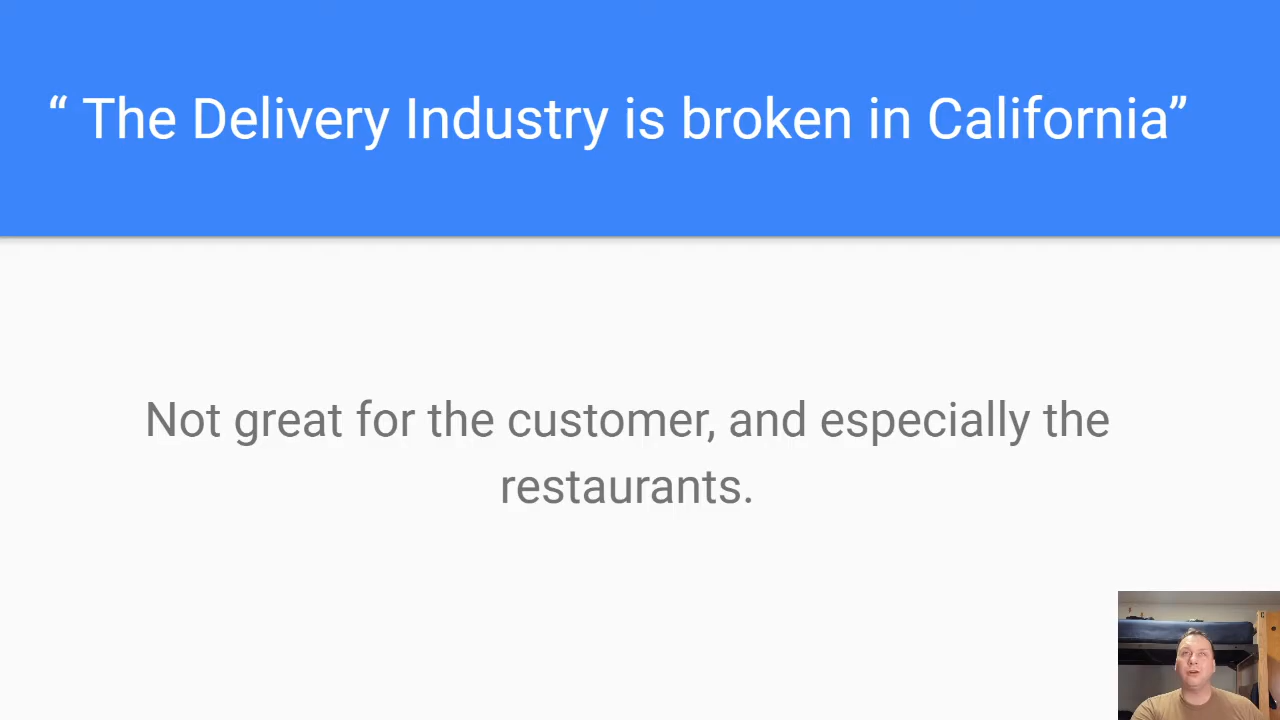 “ The Delivery Industry is broken in California”
Not great for the customer, and especially the
restaurants.